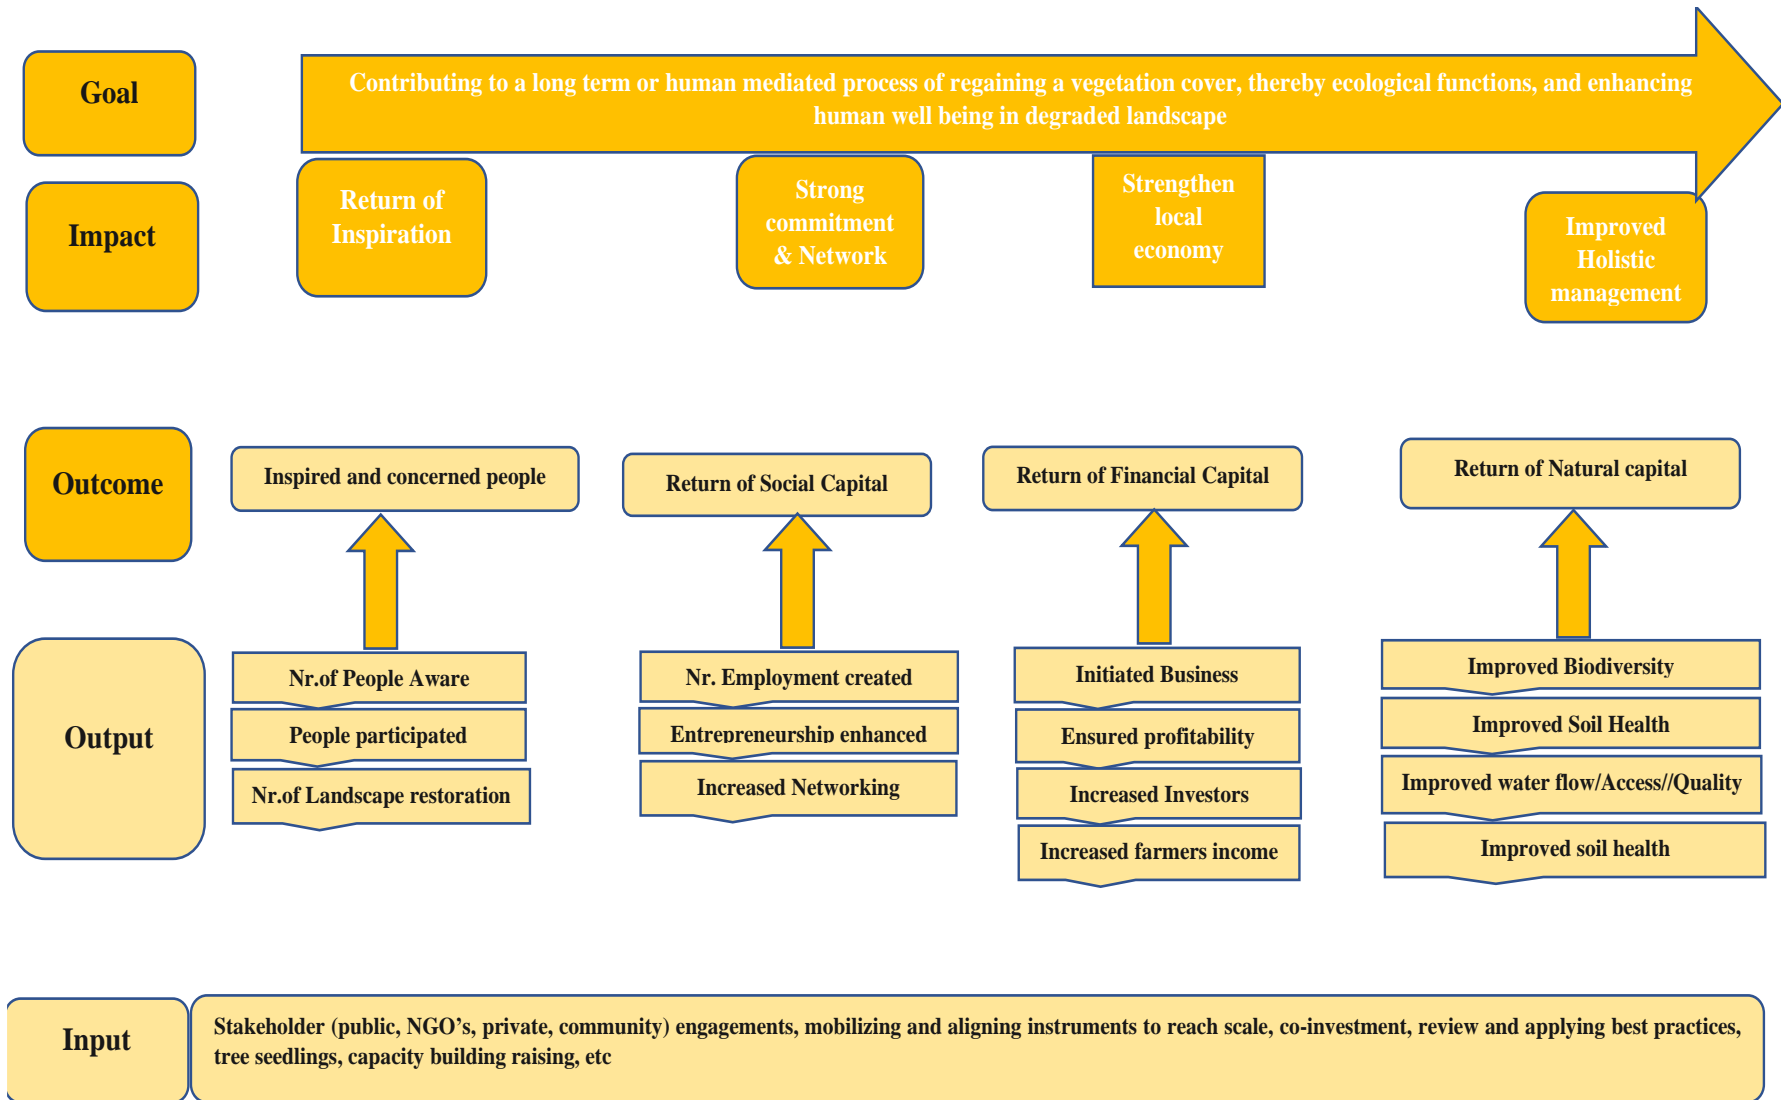 Goal
Contributing to a long term or human mediated process of regaining a vegetation cover, thereby ecological functions, and enhancing
human well being in degraded landscape
Impact
Return of
Inspiration
Strong
commitment
& Network
Strengthen
local
economy
Improved
Holistic
management
Outcome
Inspired and concerned people
Return of Social Capital
Return of Financial Capital
Return of Natural capital
Output
Nr.of People Aware
People participated
Nr.of Landscape restoration
Nr. Employment created
Entrepreneurship enhanced
Increased Networking
Initiated Business
Ensured profitability
Increased Investors
Increased farmers income
Improved Biodiversity
Improved Soil Health
Improved water flow/Access//Quality
Improved soil health
Input
Stakeholder (public, NGO’s, private, community) engagements, mobilizing and aligning instruments to reach scale, co-investment, review and applying best practices,
tree seedlings, capacity building raising, etc